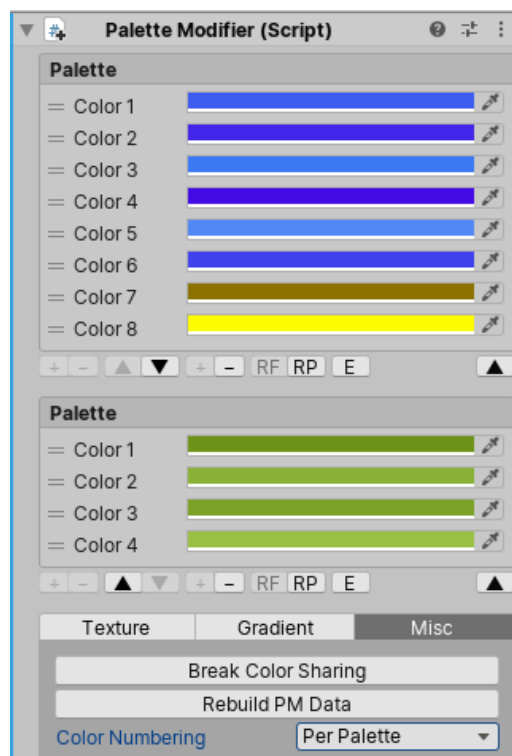 Palette Modifier (Script)
Palette
Color 1
Color 2
Color 3
Color 4
Color 5
Color 6
Color 7
Color 8
+ - ▲ ▼ + - RF RP E ▲
Palette
Color 1
Color 2
Color 3
Color 4
+ - ▲ ▼ + - RF RP E ▲
Texture Gradient Misc
Break Color Sharing
Rebuild PM Data
Color Numbering Per Palette